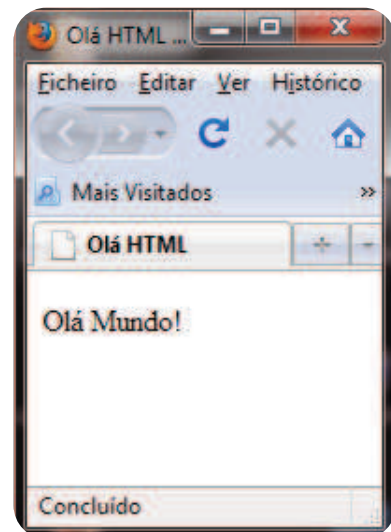 Olá HTML ...
Ficheiro Editar Ver Histórico
Mais Visitados »
Olá HTML
Olá Mundo!
Concluído